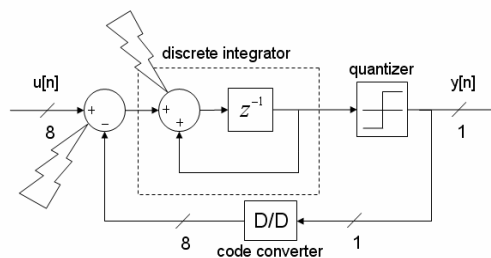 discrete integrator
quantizer
u[n]
y[n]
+
−
+
+
z⁻¹
8
1
8
D/D
1
code converter